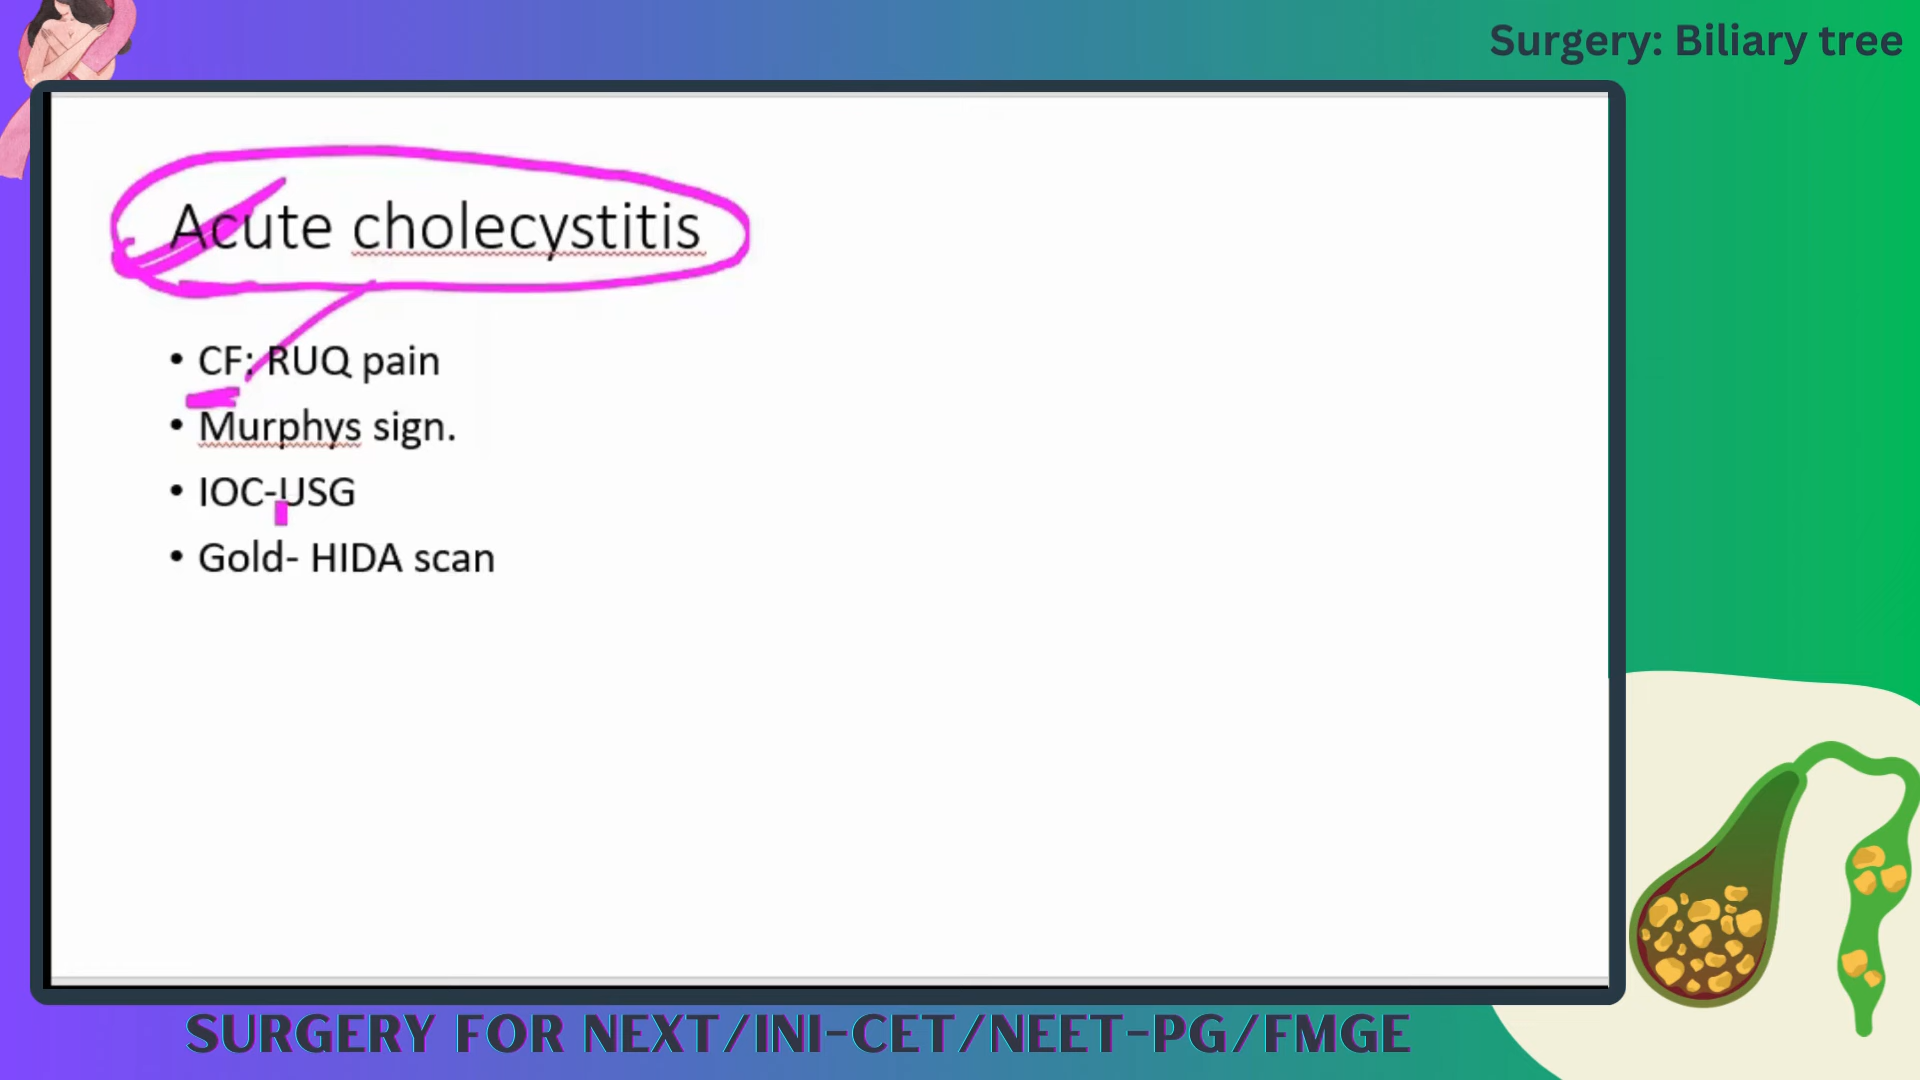 Surgery: Biliary tree
Acute cholecystitis
• CF: RUQ pain
• Murphys sign.
• IOC-USG
• Gold- HIDA scan
SURGERY FOR NEXT/INI-CET/NEET-PG/FMGE